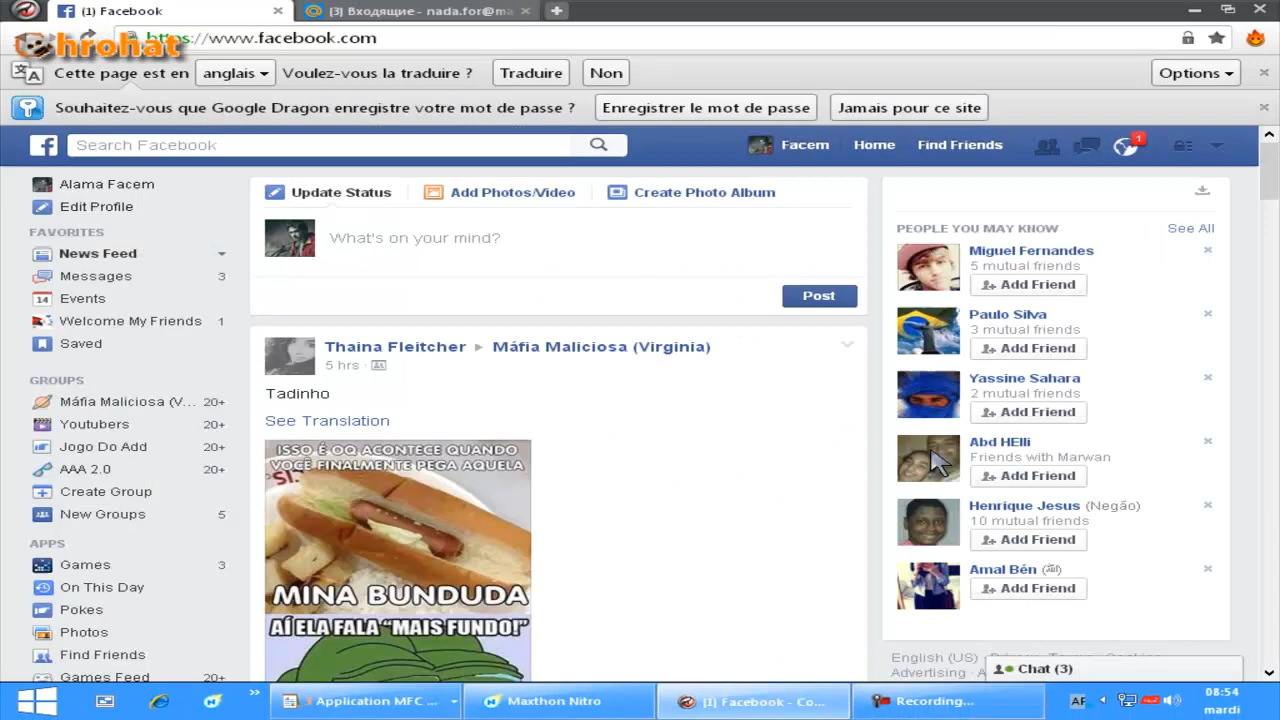 (1) Facebook
[3] Входящие - nada.for@ma
hrohat
https://www.facebook.com
Cette page est en anglais Voulez-vous la traduire ? Traduire Non Options
Souhaitez-vous que Google Dragon enregistre votre mot de passe ? Enregistrer le mot de passe Jamais pour ce site
Search Facebook
Facem Home Find Friends 1
Alama Facem
Edit Profile
FAVORITES
News Feed
Messages 3
14 Events
Welcome My Friends 1
Saved
GROUPS
Máfia Maliciosa (V... 20+
Youtubers 20+
Jogo Do Add 20+
AAA 2.0 20+
Create Group
New Groups 5
APPS
Games 3
On This Day
Pokes
Photos
Find Friends
Games Feed
Update Status Add Photos/Video Create Photo Album
What's on your mind?
Post
Thaina Fleitcher Máfia Maliciosa (Virginia)
5 hrs ·
Tadinho
See Translation
ISSO É OQ ACONTECE QUANDO
VOCÊ FINALMENTE PEGA AQUELA
MINA BUNDUDA
AÍ ELA FALA "MAIS FUNDO!"
PEOPLE YOU MAY KNOW See All
Miguel Fernandes
5 mutual friends
Add Friend
Paulo Silva
3 mutual friends
Add Friend
Yassine Sahara
2 mutual friends
Add Friend
Abd HElli
Friends with Marwan
Add Friend
Henrique Jesus (Negão)
10 mutual friends
Add Friend
Amal Bén
Add Friend
English (US) · Privacy · Terms · Cookies
Advertising ·
Chat (3)
3 Application MFC ...
Maxthon Nitro
(1) Facebook - Co...
Recording...
AF
08:54
mardi